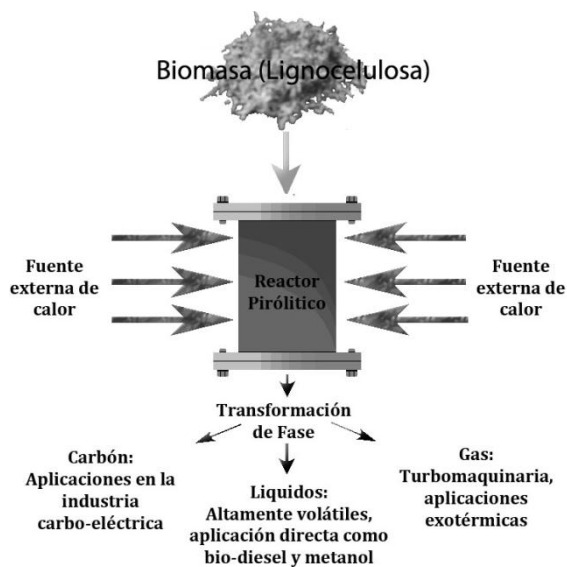 Biomasa (Lignocelulosa)
Fuente
externa de
calor
Reactor
Pirólitico
Fuente
externa de
calor
Transformación
de Fase
Carbón:
Aplicaciones en la
industria
carbo-eléctrica
Liquidos:
Altamente volátiles,
aplicación directa como
bio-diesel y metanol
Gas:
Turbomaquinaria,
aplicaciones
exotérmicas